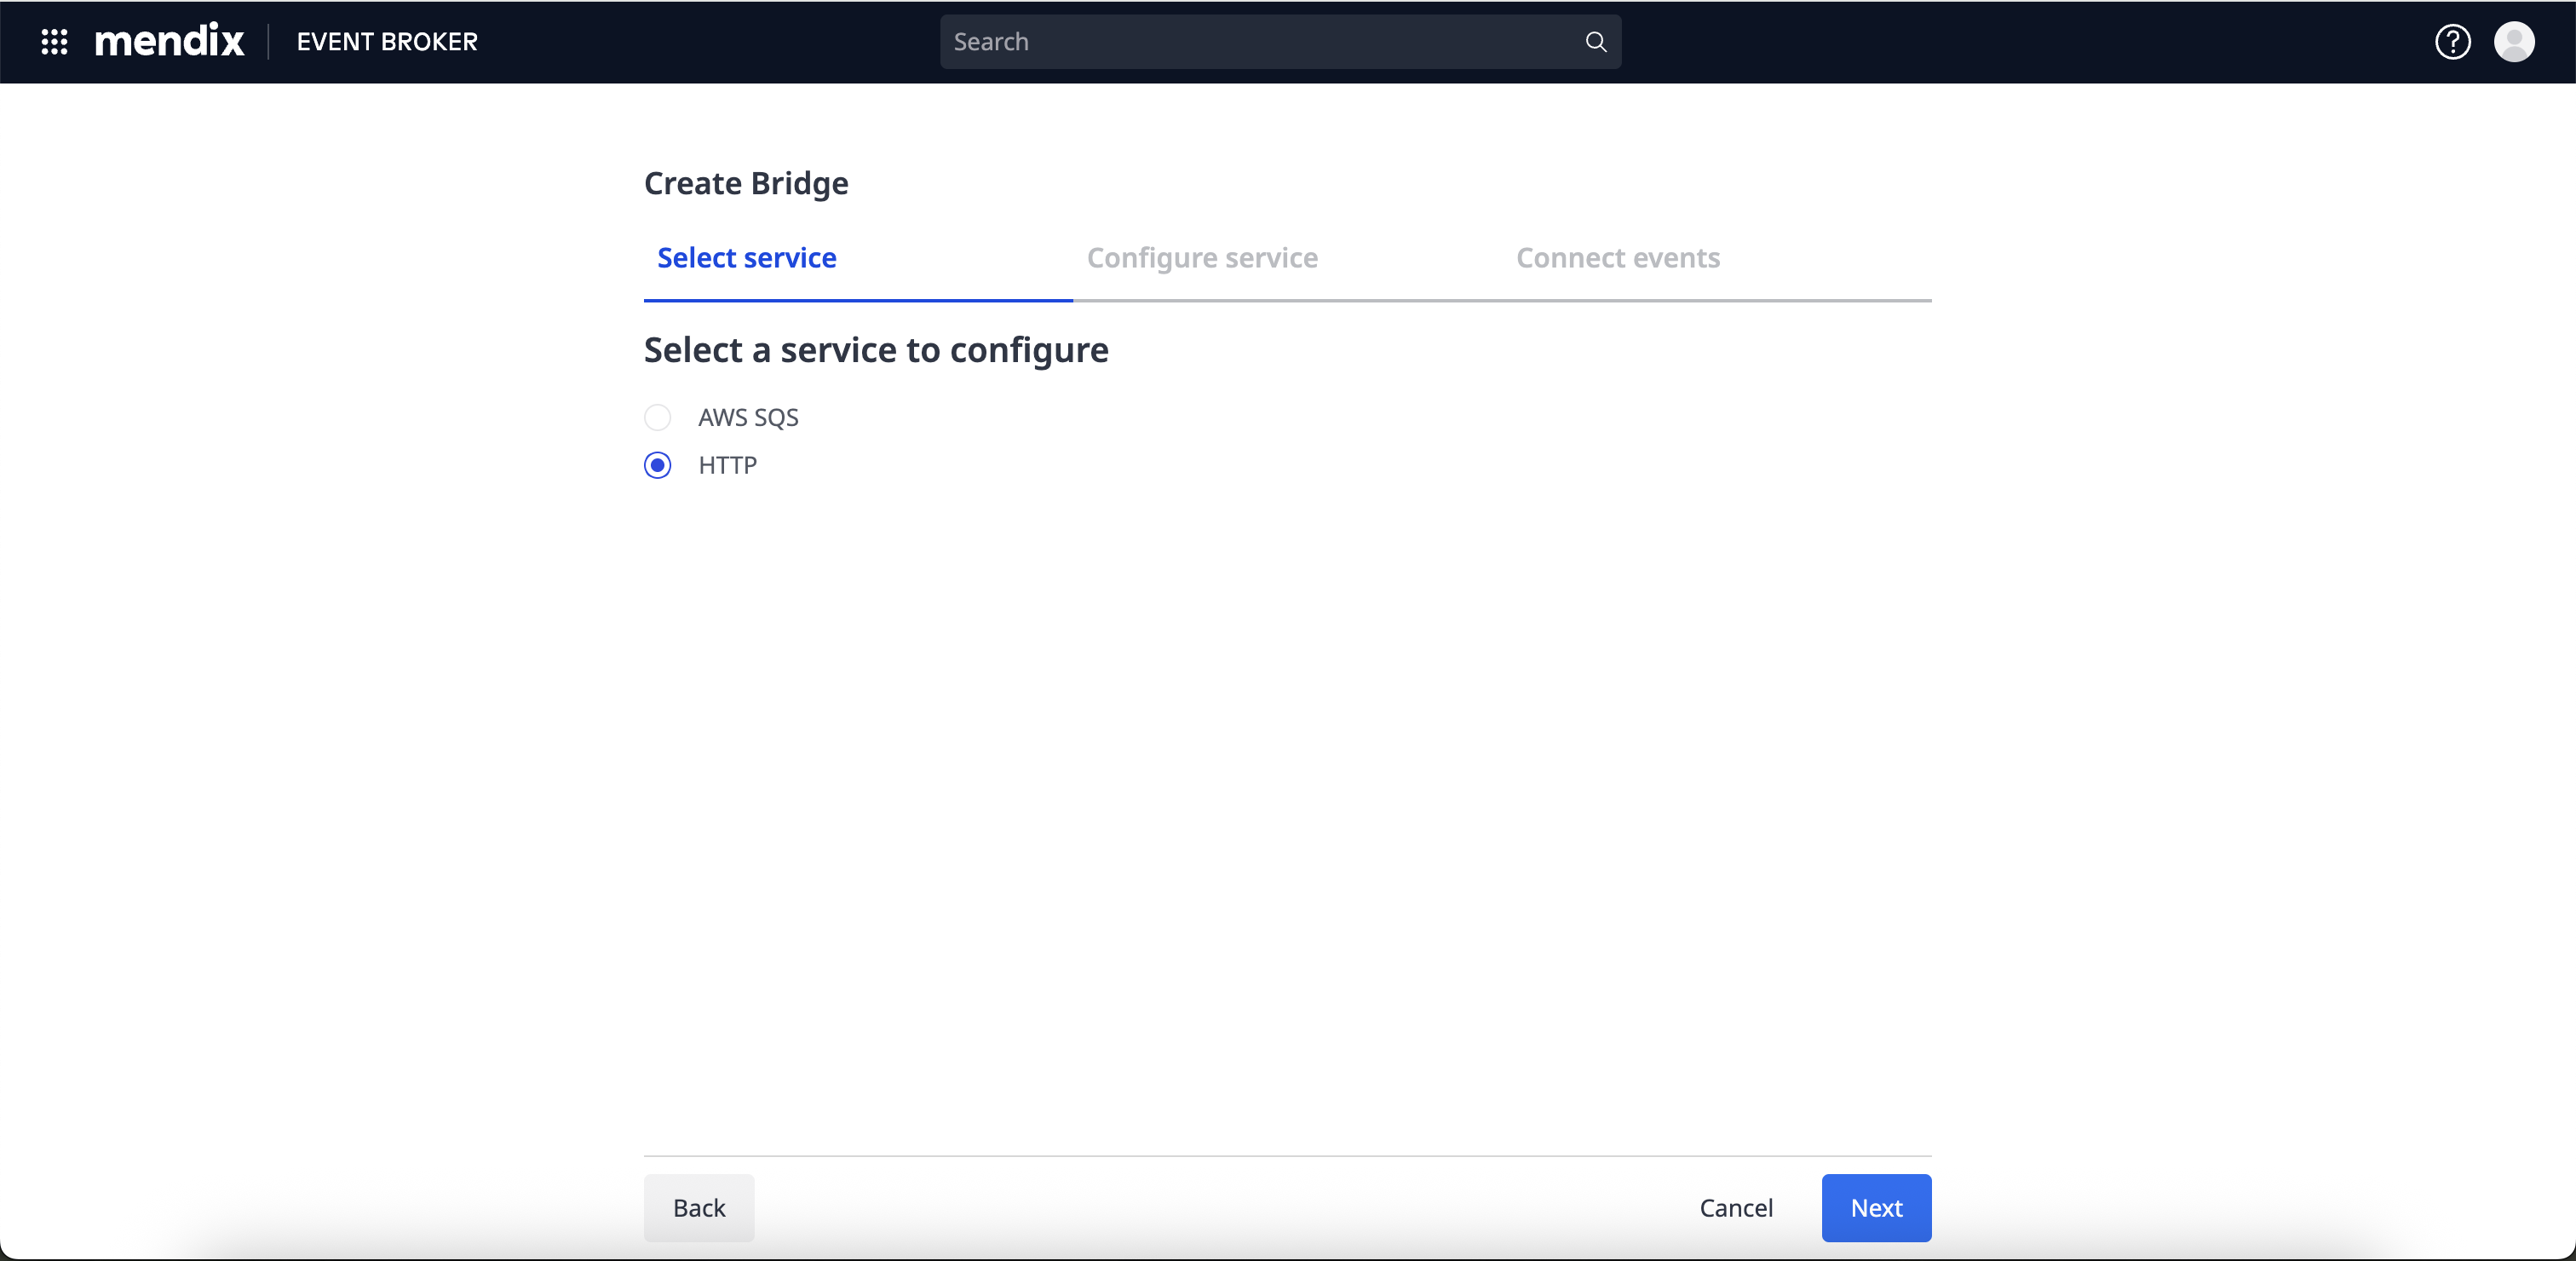 mendix EVENT BROKER Search
Create Bridge
Select service Configure service Connect events
Select a service to configure
AWS SQS
HTTP
Back Cancel Next